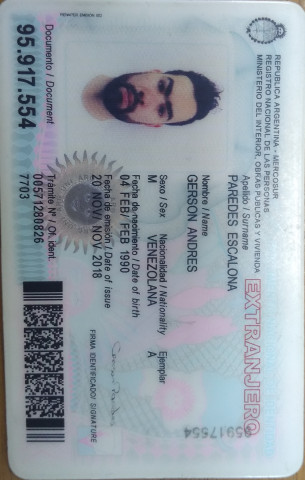 REPUBLICA ARGENTINA - MERCOSUR
REGISTRO NACIONAL DE LAS PERSONAS
MINISTERIO DEL INTERIOR, OBRAS PUBLICAS Y VIVIENDA
EXTRANJERO
Apellido / Surname
PAREDES ESCALONA
Nombre / Name
GERSON ANDRES
Sexo / Sex Nacionalidad / Nationality Ejemplar
M VENEZOLANA A
Fecha de nacimiento / Date of birth
04 FEB/ FEB 1990
Fecha de emisión / Date of issue
20 NOV/ NOV 2018
FIRMA IDENTIFICADO/ SIGNATURE
Trámite Nº / Of. ident.
00571288826
7703
Documento / Document
95.917.554
95917554